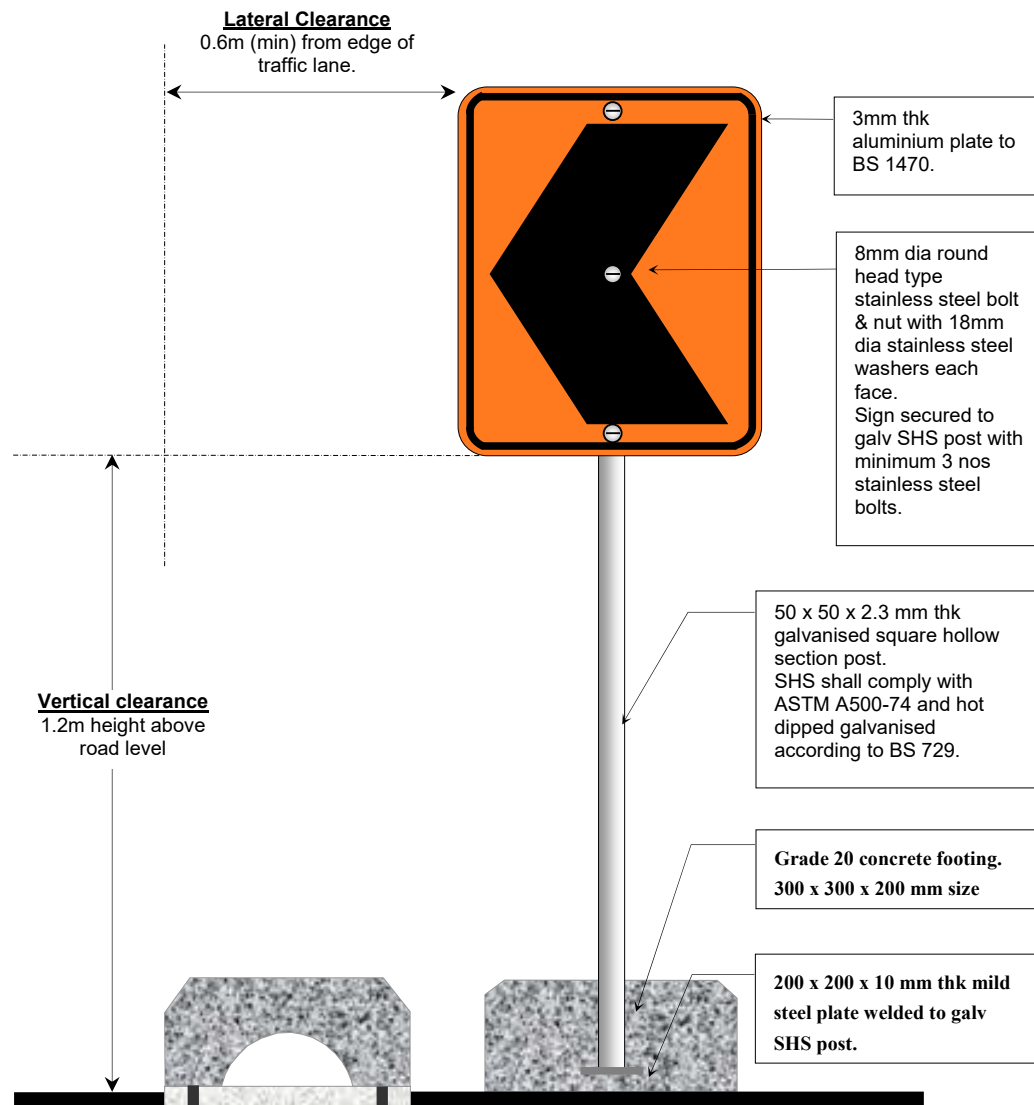 Lateral Clearance
0.6m (min) from edge of
traffic lane.
3mm thk
aluminium plate to
BS 1470.
8mm dia round
head type
stainless steel bolt
& nut with 18mm
dia stainless steel
washers each
face.
Sign secured to
galv SHS post with
minimum 3 nos
stainless steel
bolts.
50 x 50 x 2.3 mm thk
galvanised square hollow
section post.
SHS shall comply with
ASTM A500-74 and hot
dipped galvanised
according to BS 729.
Vertical clearance
1.2m height above
road level
Grade 20 concrete footing.
300 x 300 x 200 mm size
200 x 200 x 10 mm thk mild
steel plate welded to galv
SHS post.